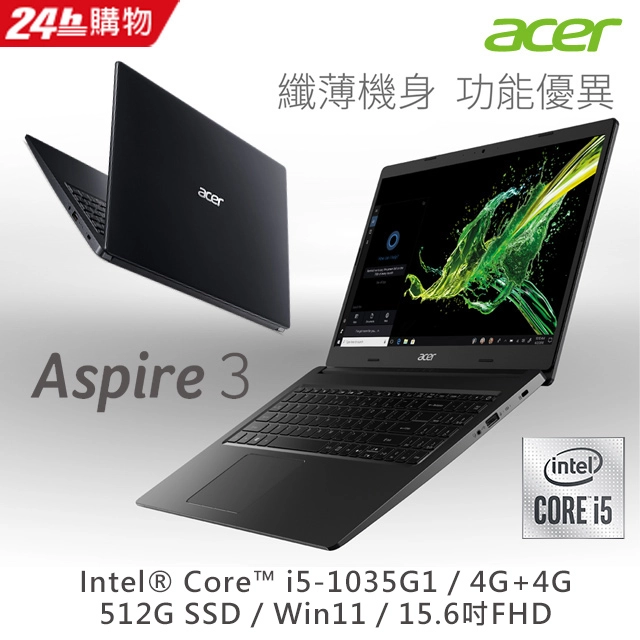 24h購物
acer
纖薄機身 功能優異
acer
acer
Aspire 3
intel
CORE i5
Intel® Core™ i5-1035G1 / 4G+4G
512G SSD / Win11 / 15.6吋FHD